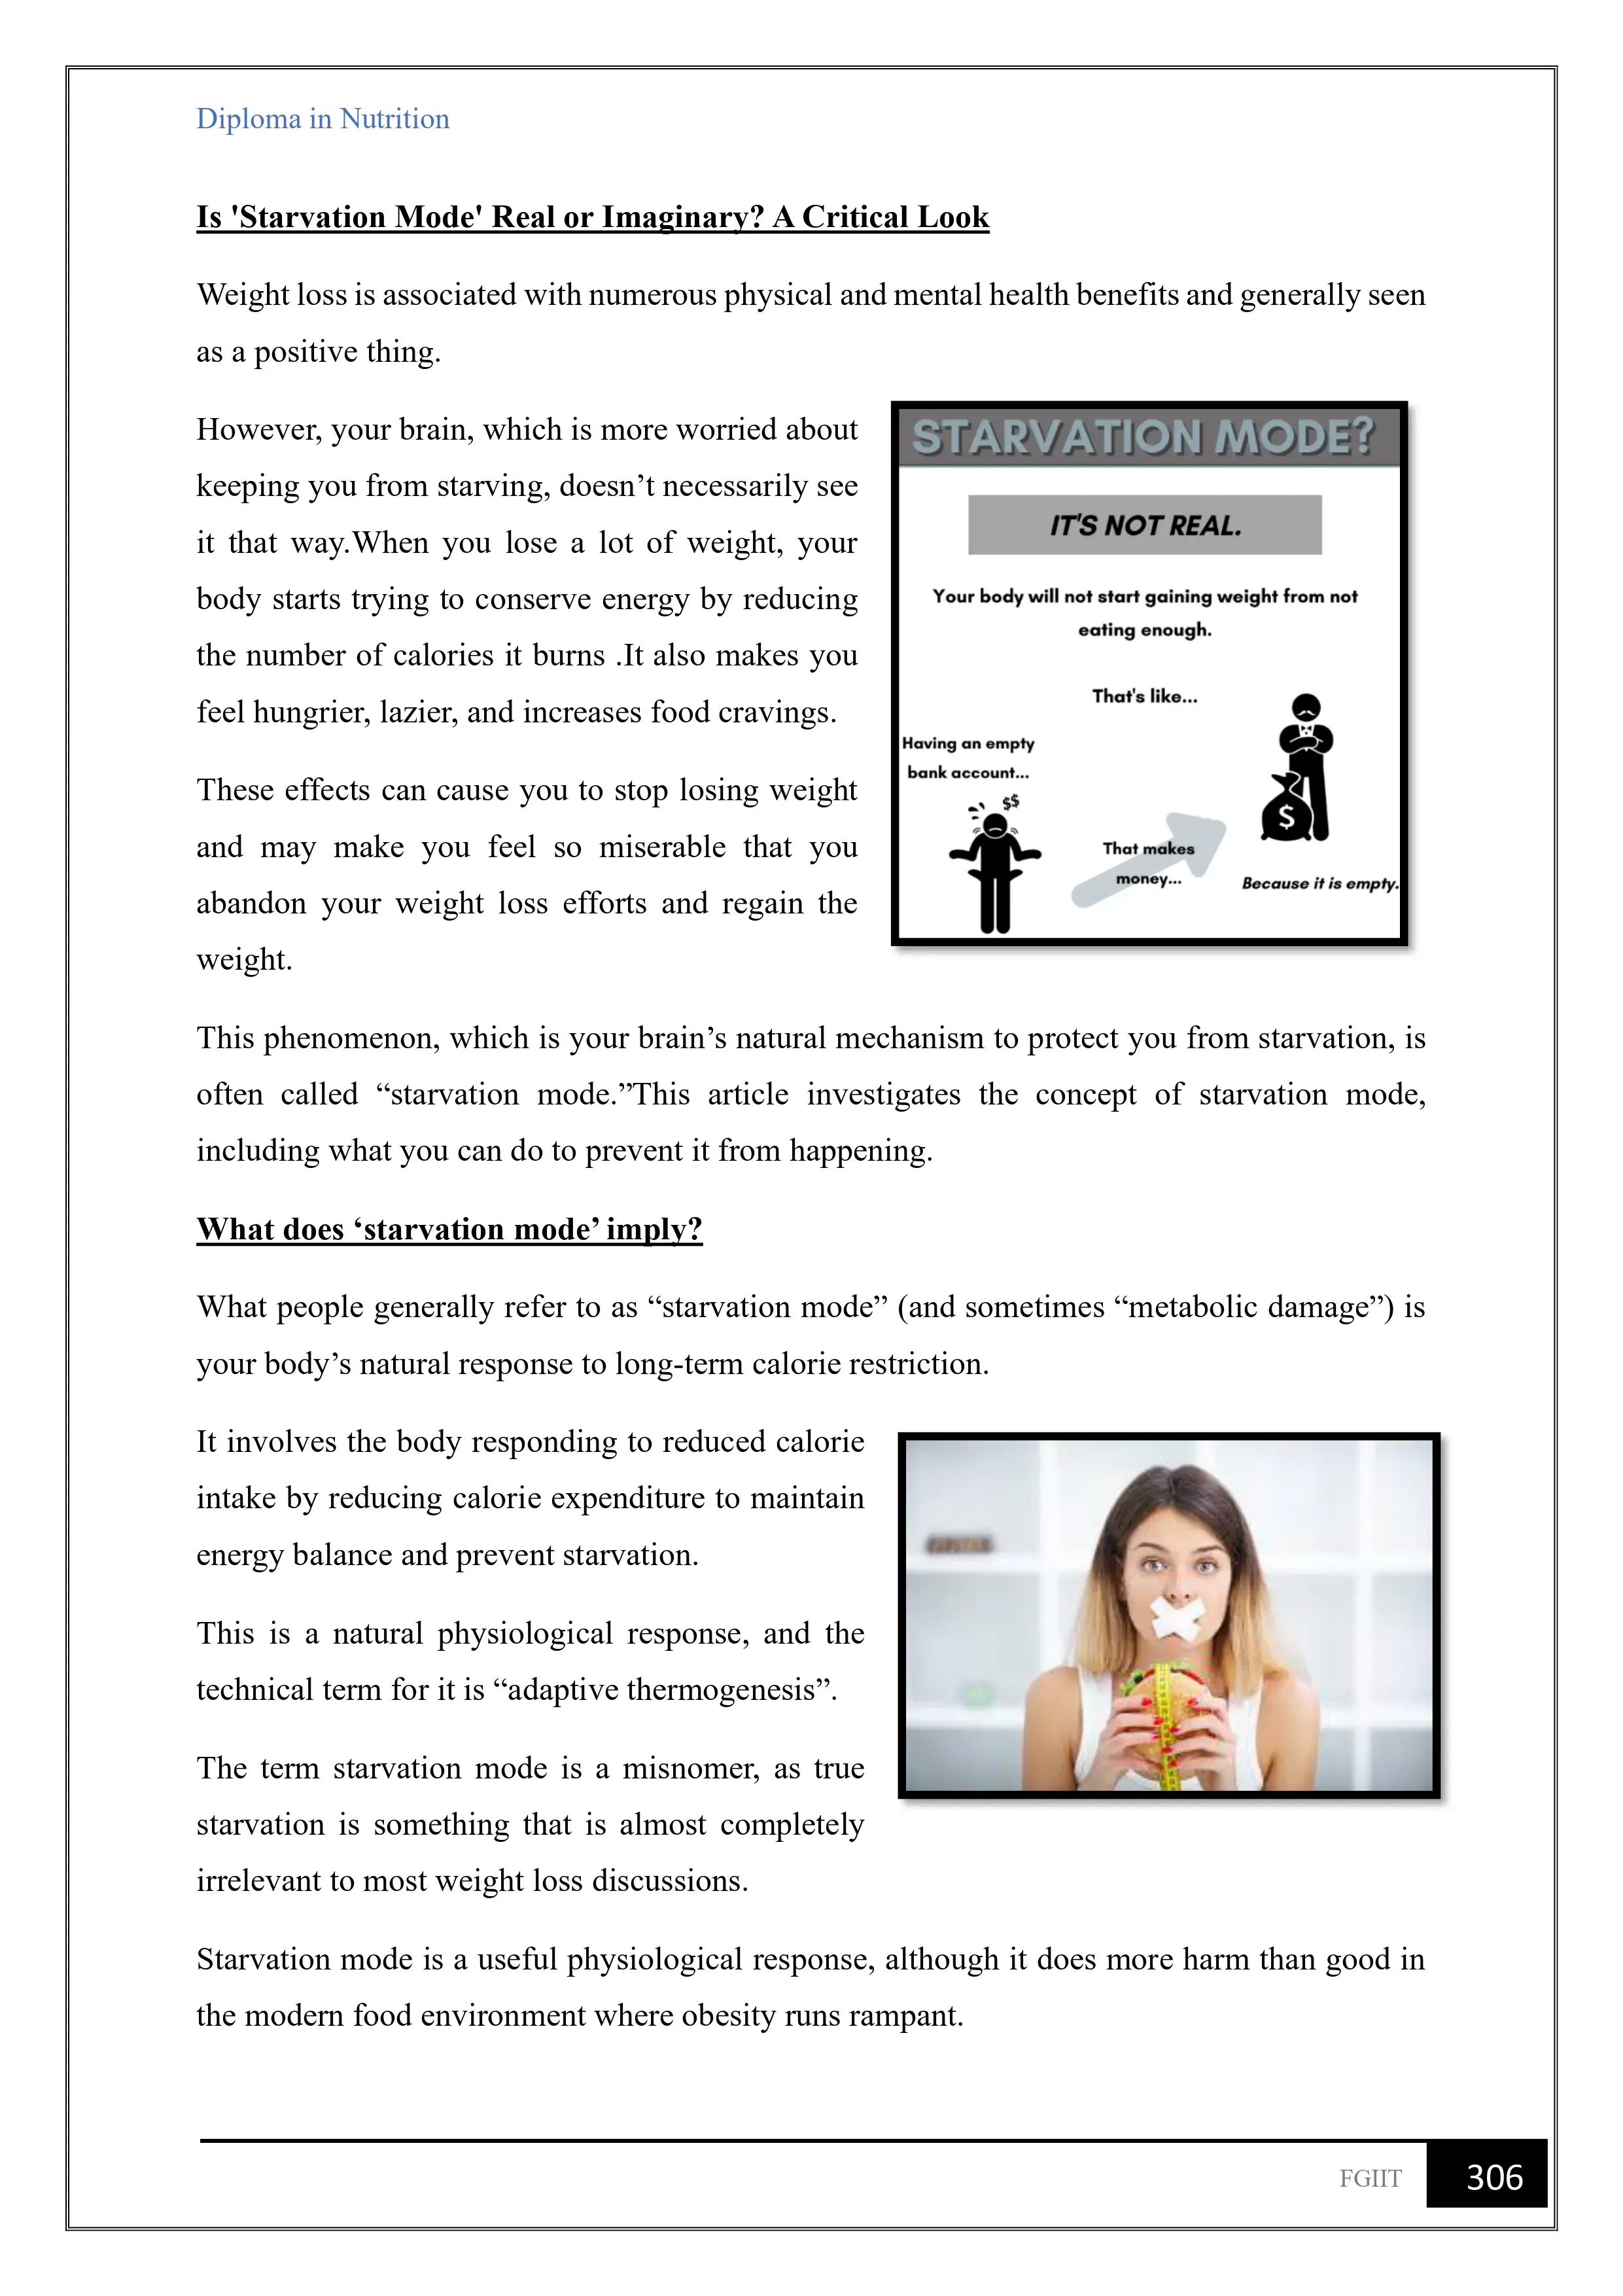 Diploma in Nutrition
Is 'Starvation Mode' Real or Imaginary? A Critical Look
Weight loss is associated with numerous physical and mental health benefits and generally seen
as a positive thing.
However, your brain, which is more worried about
keeping you from starving, doesn’t necessarily see
it that way.When you lose a lot of weight, your
body starts trying to conserve energy by reducing
the number of calories it burns .It also makes you
feel hungrier, lazier, and increases food cravings.
These effects can cause you to stop losing weight
and may make you feel so miserable that you
abandon your weight loss efforts and regain the
weight.
STARVATION MODE?
IT'S NOT REAL.
Your body will not start gaining weight from not
eating enough.
That's like...
Having an empty
bank account...
$$
$
That makes
money...
Because it is empty.
This phenomenon, which is your brain’s natural mechanism to protect you from starvation, is
often called “starvation mode.”This article investigates the concept of starvation mode,
including what you can do to prevent it from happening.
What does ‘starvation mode’ imply?
What people generally refer to as “starvation mode” (and sometimes “metabolic damage”) is
your body’s natural response to long-term calorie restriction.
It involves the body responding to reduced calorie
intake by reducing calorie expenditure to maintain
energy balance and prevent starvation.
This is a natural physiological response, and the
technical term for it is “adaptive thermogenesis”.
The term starvation mode is a misnomer, as true
starvation is something that is almost completely
irrelevant to most weight loss discussions.
Starvation mode is a useful physiological response, although it does more harm than good in
the modern food environment where obesity runs rampant.
FGIIT
306